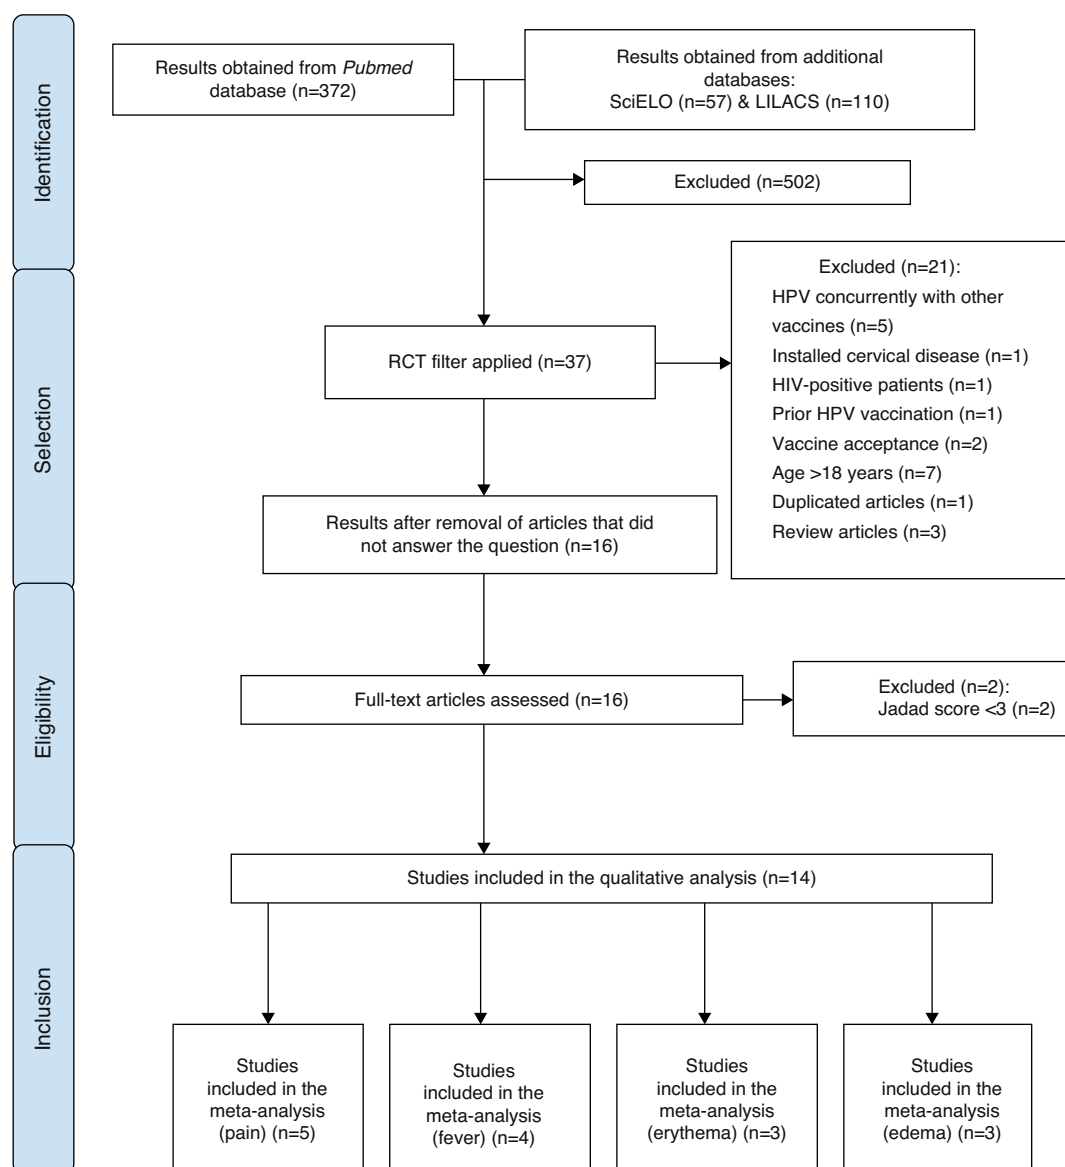 Identification
Results obtained from Pubmed
database (n=372)
Results obtained from additional
databases:
SciELO (n=57) & LILACS (n=110)
Excluded (n=502)
Selection
RCT filter applied (n=37)
Excluded (n=21):
HPV concurrently with other
vaccines (n=5)
Installed cervical disease (n=1)
HIV-positive patients (n=1)
Prior HPV vaccination (n=1)
Vaccine acceptance (n=2)
Age >18 years (n=7)
Duplicated articles (n=1)
Review articles (n=3)
Results after removal of articles that did
not answer the question (n=16)
Eligibility
Full-text articles assessed (n=16)
Excluded (n=2):
Jadad score <3 (n=2)
Inclusion
Studies included in the qualitative analysis (n=14)
Studies
included in the
meta-analysis
(pain) (n=5)
Studies
included in the
meta-analysis
(fever) (n=4)
Studies
included in the
meta-analysis
(erythema) (n=3)
Studies
included in the
meta-analysis
(edema) (n=3)